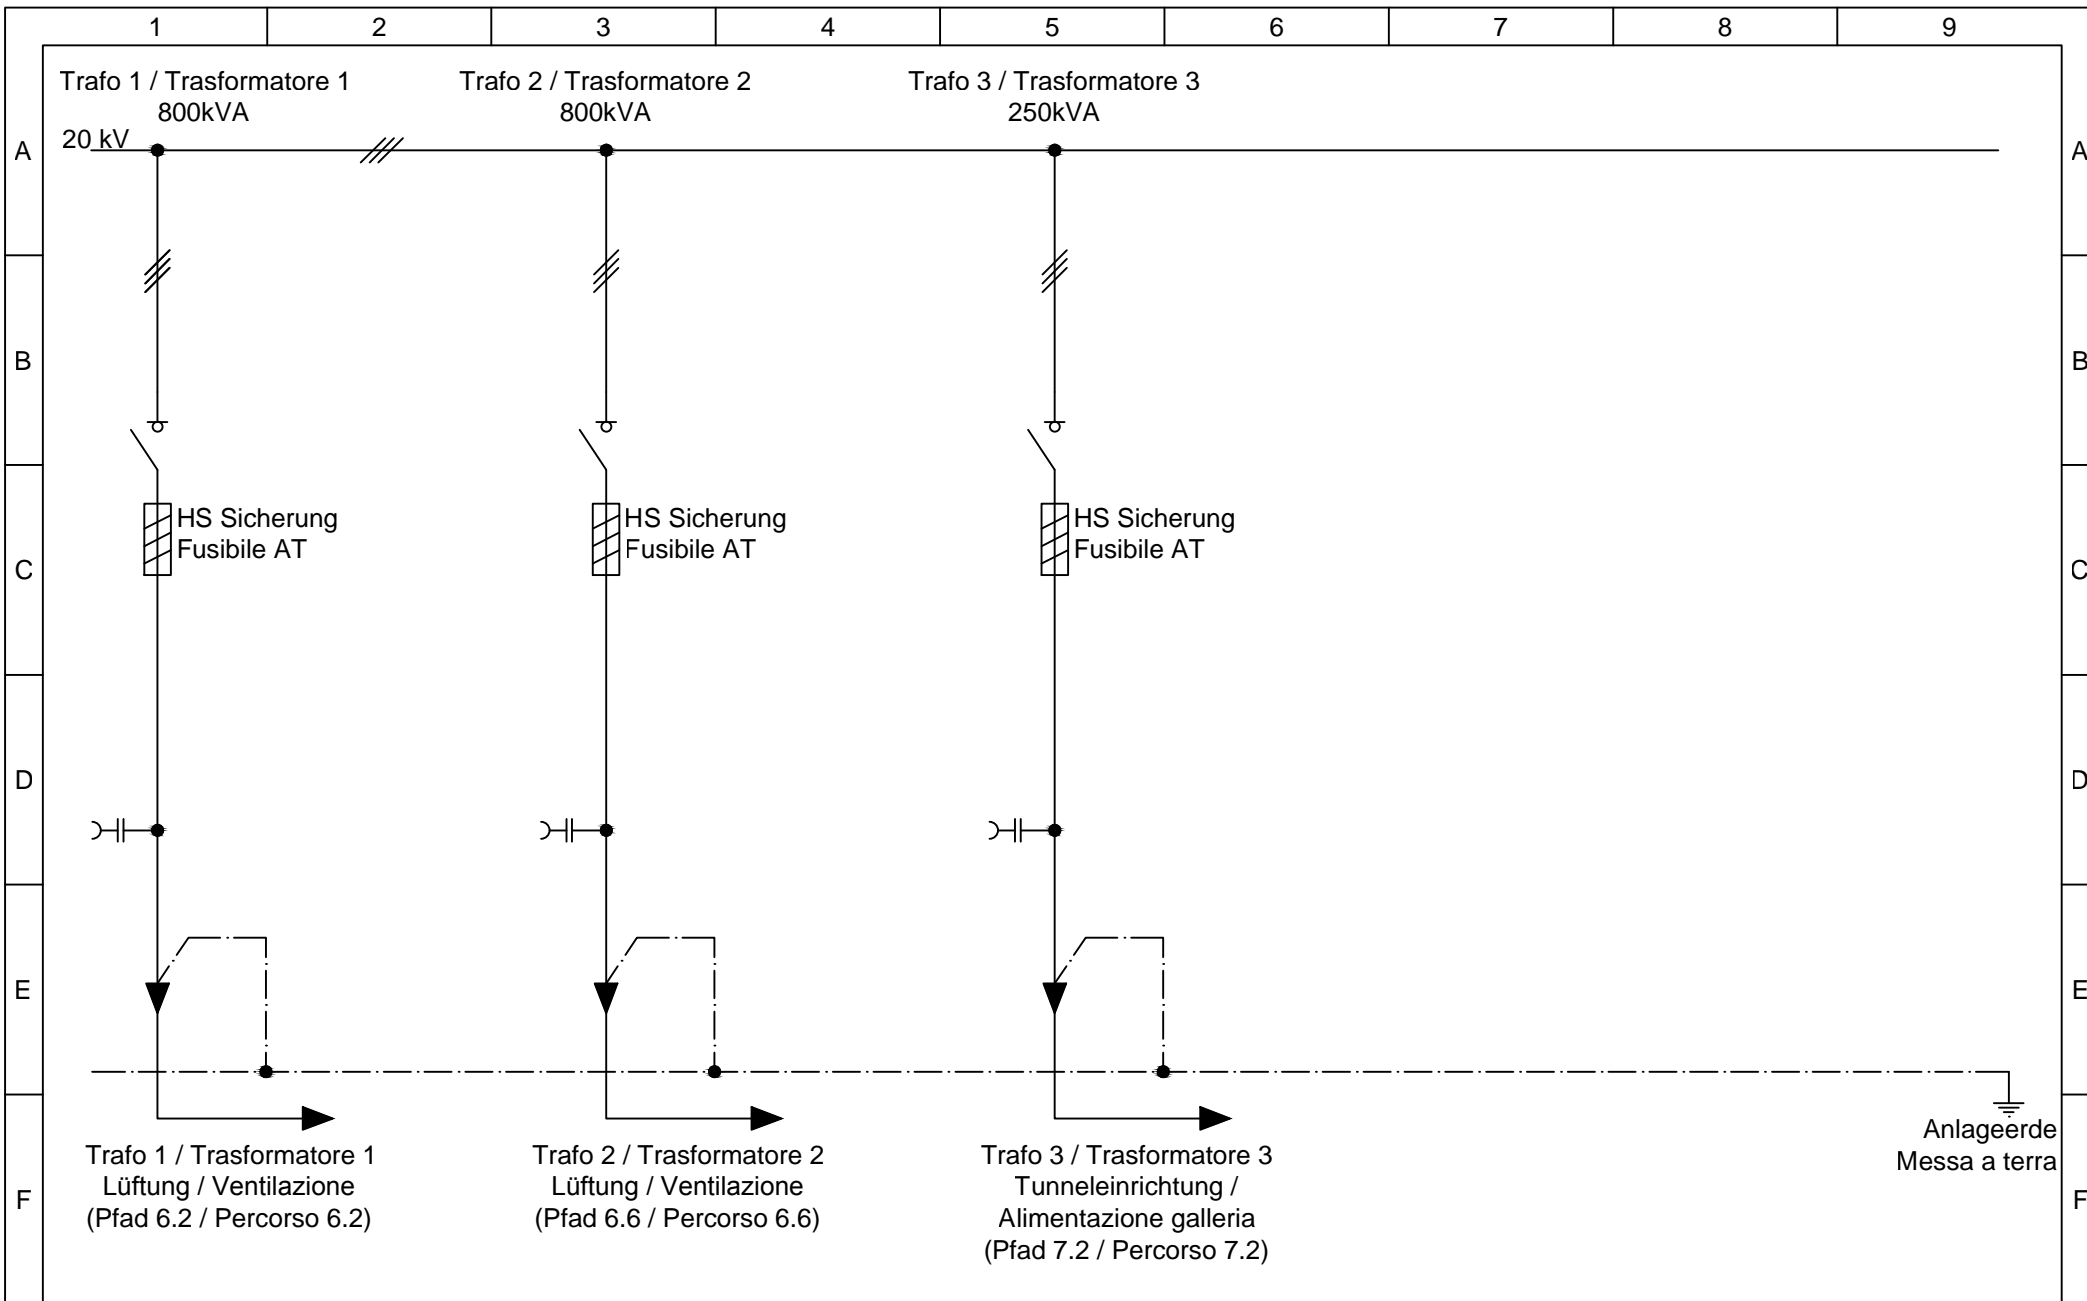 1 2 3 4 5 6 7 8 9
Trafo 1 / Trasformatore 1
800kVA
Trafo 2 / Trasformatore 2
800kVA
Trafo 3 / Trasformatore 3
250kVA
20 kV
A A
B B
HS Sicherung
Fusibile AT
HS Sicherung
Fusibile AT
HS Sicherung
Fusibile AT
C C
D D
E E
Anlageerde
Messa a terra
Trafo 1 / Trasformatore 1
Lüftung / Ventilazione
(Pfad 6.2 / Percorso 6.2)
Trafo 2 / Trasformatore 2
Lüftung / Ventilazione
(Pfad 6.6 / Percorso 6.6)
Trafo 3 / Trasformatore 3
Tunneleinrichtung /
Alimentazione galleria
(Pfad 7.2 / Percorso 7.2)
F F